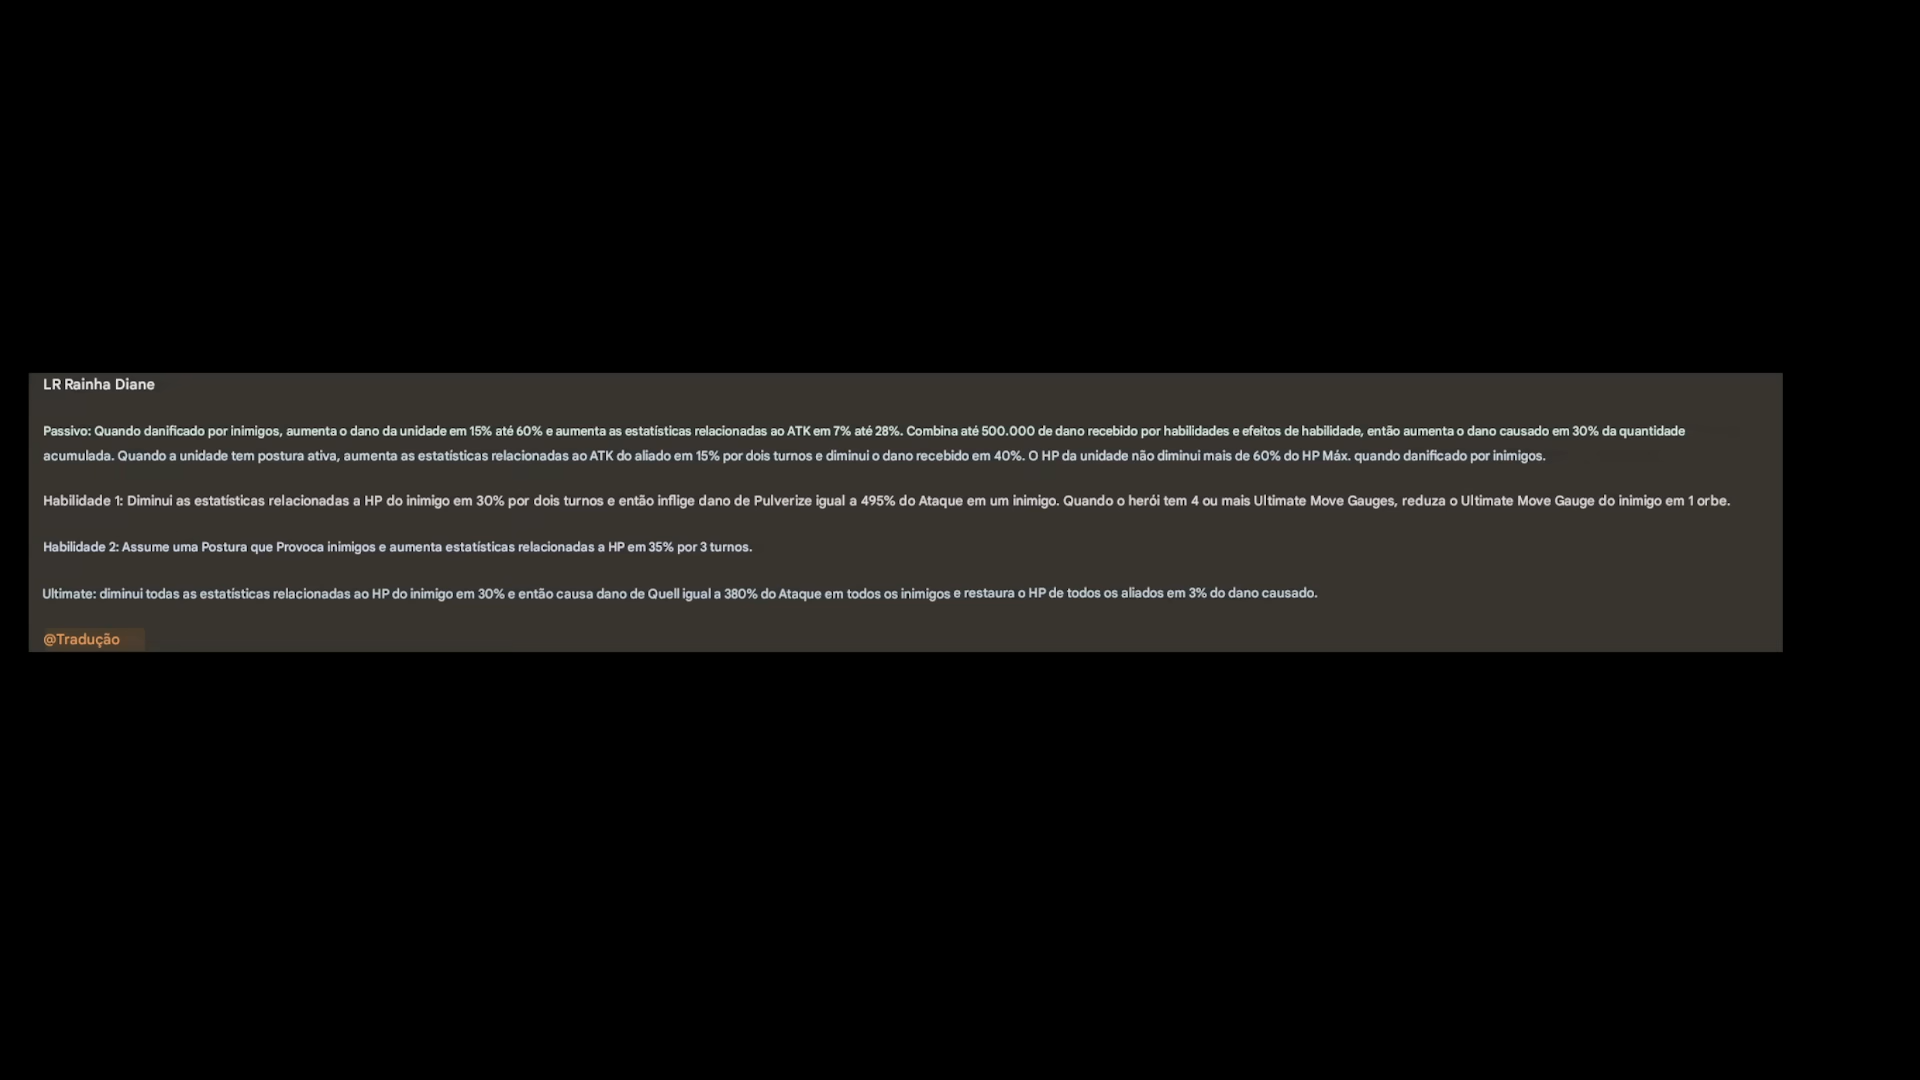 LR Rainha Diane
Passivo: Quando danificado por inimigos, aumenta o dano da unidade em 15% até 60% e aumenta as estatísticas relacionadas ao ATK em 7% até 28%. Combina até 500.000 de dano recebido por habilidades e efeitos de habilidade, então aumenta o dano causado em 30% da quantidade
acumulada. Quando a unidade tem postura ativa, aumenta as estatísticas relacionadas ao ATK do aliado em 15% por dois turnos e diminui o dano recebido em 40%. O HP da unidade não diminui mais de 60% do HP Máx. quando danificado por inimigos.
Habilidade 1: Diminui as estatísticas relacionadas a HP do inimigo em 30% por dois turnos e então inflige dano de Pulverize igual a 495% do Ataque em um inimigo. Quando o herói tem 4 ou mais Ultimate Move Gauges, reduza o Ultimate Move Gauge do inimigo em 1 orbe.
Habilidade 2: Assume uma Postura que Provoca inimigos e aumenta estatísticas relacionadas a HP em 35% por 3 turnos.
Ultimate: diminui todas as estatísticas relacionadas ao HP do inimigo em 30% e então causa dano de Quell igual a 380% do Ataque em todos os inimigos e restaura o HP de todos os aliados em 3% do dano causado.
@Tradução